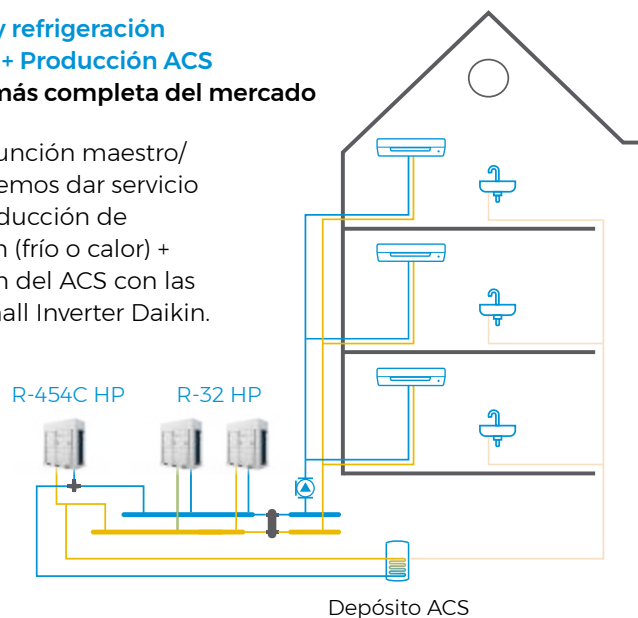 y refrigeración
+ Producción ACS
más completa del mercado
unción maestro/
emos dar servicio
ducción de
n (frío o calor) +
n del ACS con las
all Inverter Daikin.
R-454C HP R-32 HP
Depósito ACS